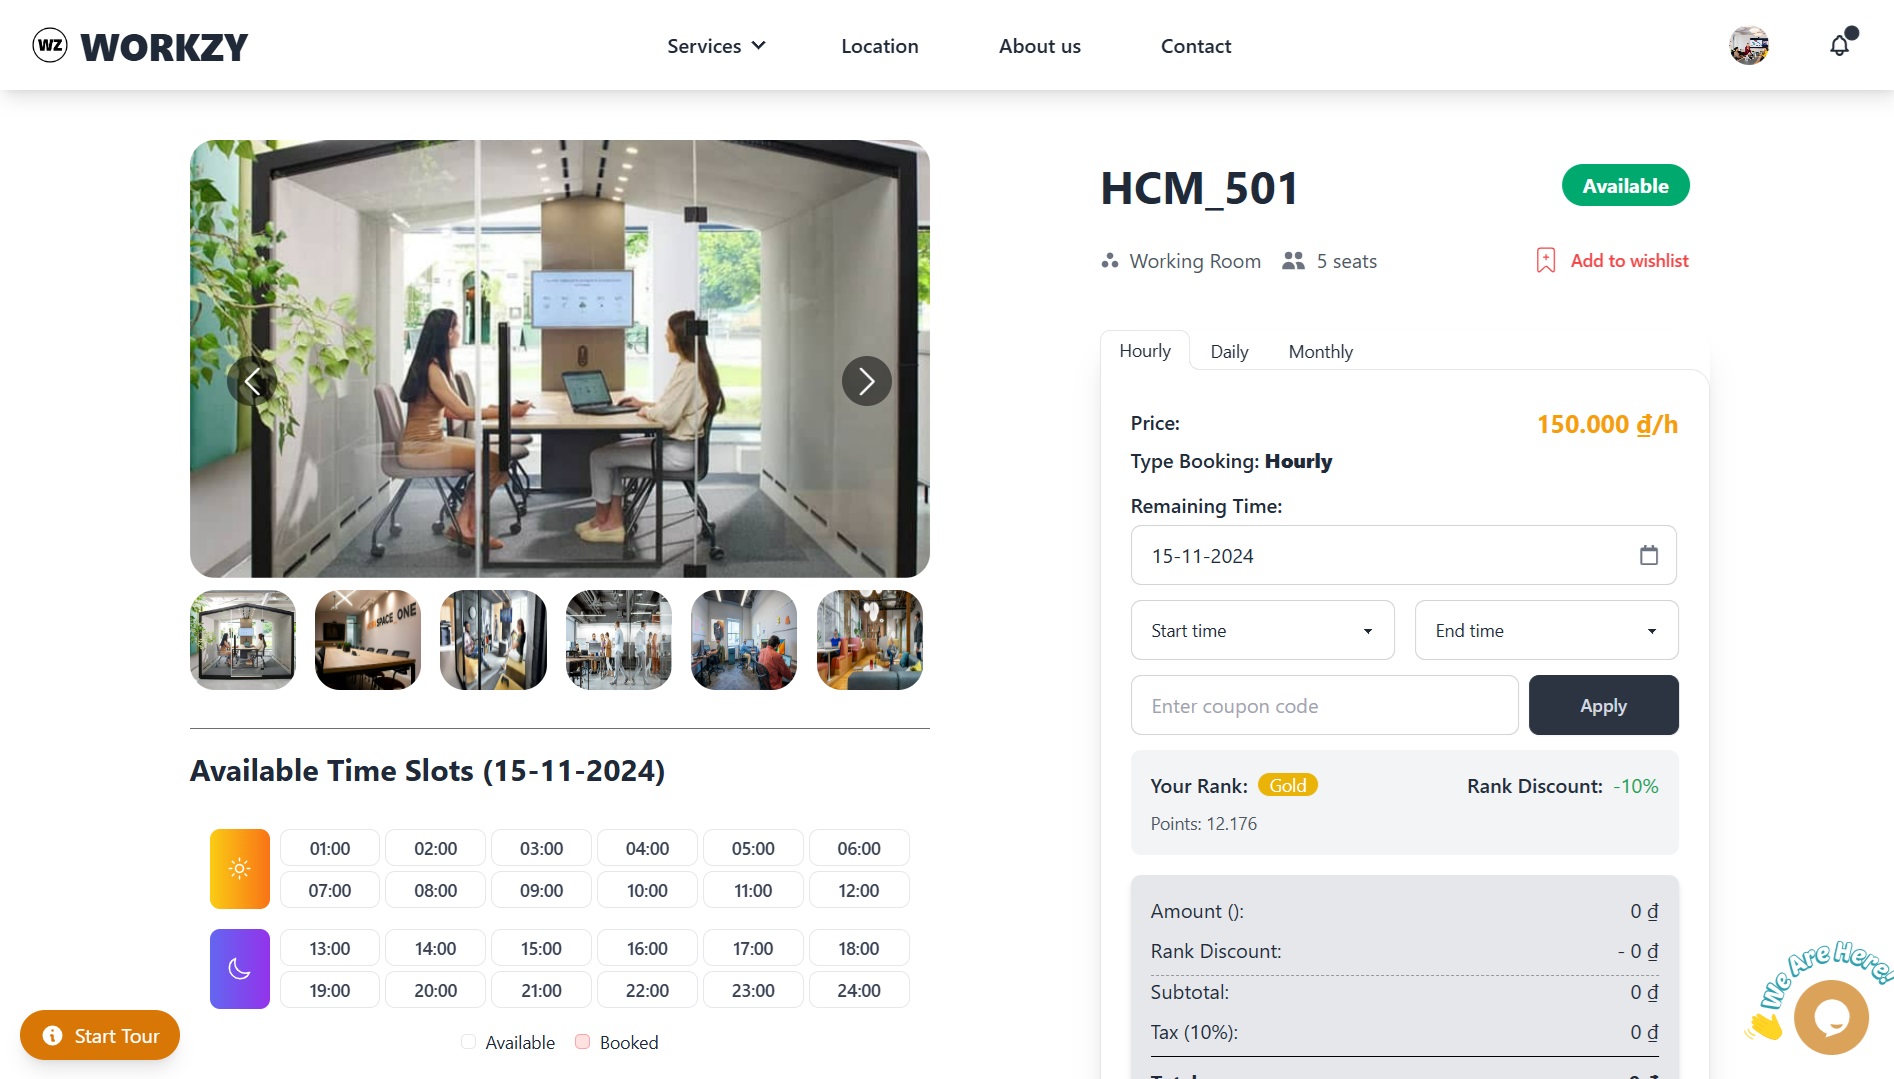 WZ WORKZY
Services
Location
About us
Contact
HCM_501
Available
Working Room
5 seats
Add to wishlist
Hourly
Daily
Monthly
Price:
150.000 ₫/h
Type Booking: Hourly
Remaining Time:
15-11-2024
Start time
End time
Enter coupon code
Apply
Your Rank: Gold
Rank Discount: -10%
Points: 12.176
Amount ():
0 ₫
Rank Discount:
- 0 ₫
Subtotal:
0 ₫
Tax (10%):
0 ₫
SPACE ONE
Available Time Slots (15-11-2024)
01:00 02:00 03:00 04:00 05:00 06:00
07:00 08:00 09:00 10:00 11:00 12:00
13:00 14:00 15:00 16:00 17:00 18:00
19:00 20:00 21:00 22:00 23:00 24:00
Available
Booked
Start Tour
We Are Here!